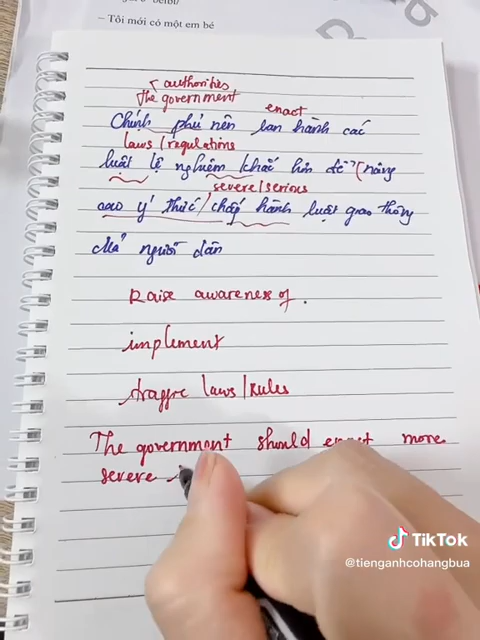 – Tôi mới có một em bé
authorities
The government
enact
Chính phủ nên ban hành các
laws/regulations
luật lệ nghiêm khắc hơn để (nâng
severe/serious
cao ý thức/chấp hành luật giao thông
của người dân
Raise awareness of.
implement
traffic laws/Rules
The government should enact more
severe
TikTok
@tienganhcohangbua